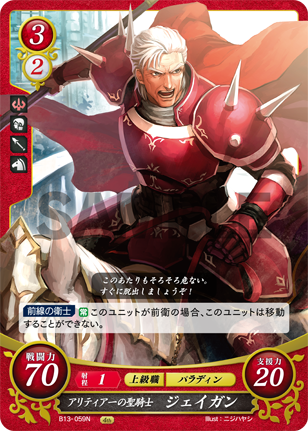 3
2
SAMPLE
このあたりもそろそろ危ない。
すぐに脱出しましょうぞ!
前線の衛士 常 このユニットが前衛の場合、このユニットは移動
することができない。
戦闘力
70
射程 1
上級職
パラディン
支援力
20
アリティアーの聖騎士 ジェイガン
B13-059N
Illust:ニジハヤシ